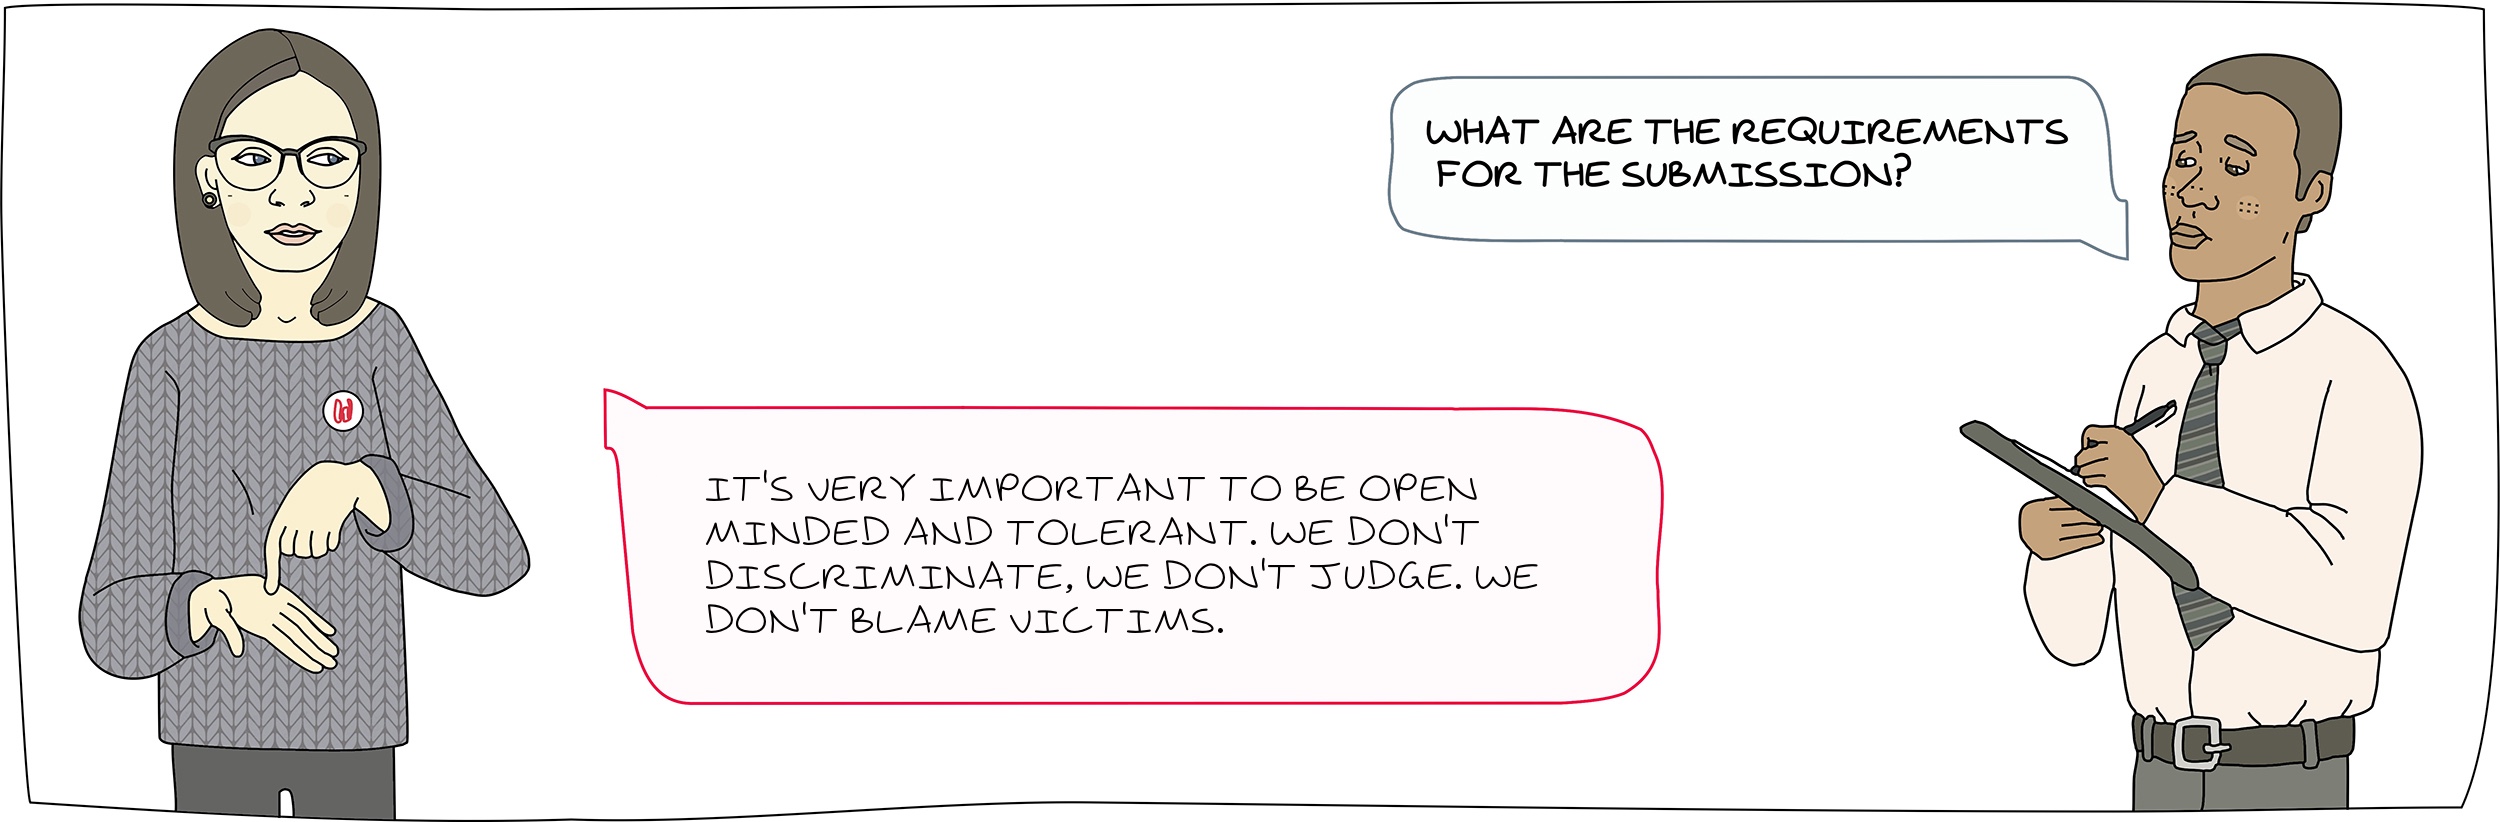 WHAT ARE THE REQUIREMENTS
FOR THE SUBMISSION?
IT'S VERY IMPORTANT TO BE OPEN
MINDED AND TOLERANT. WE DON'T
DISCRIMINATE, WE DON'T JUDGE. WE
DON'T BLAME VICTIMS.